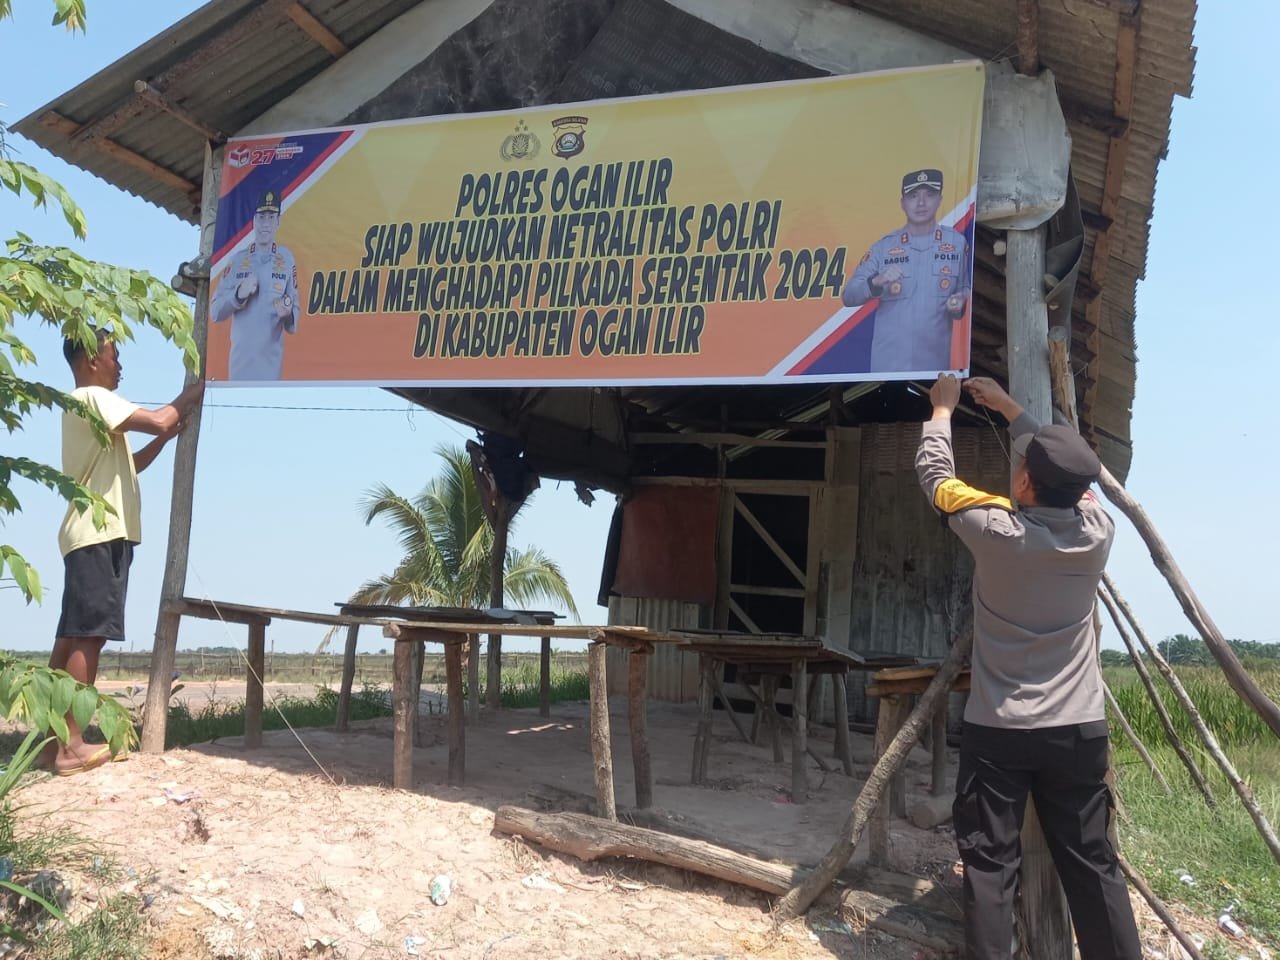 27
POLRES OGAN ILIR
SIAP WUJUDKAN NETRALITAS POLRI
DALAM MENGHADAPI PILKADA SERENTAK 2024
DI KABUPATEN OGAN ILIR
POLRI
BAGUS POLRI